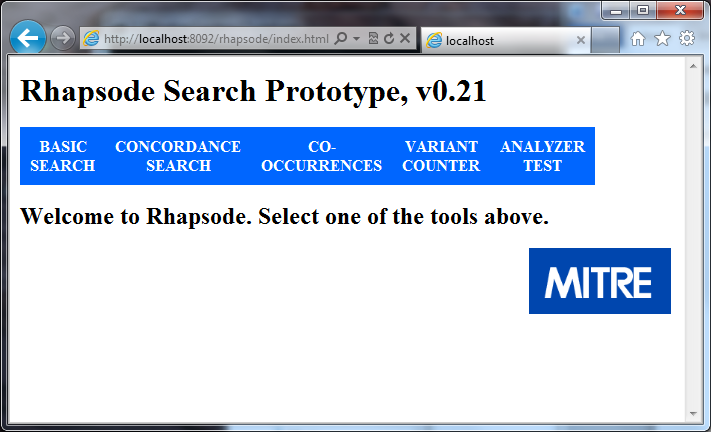 http://localhost:8092/rhapsode/index.html
localhost
Rhapsode Search Prototype, v0.21
BASIC SEARCH
CONCORDANCE SEARCH
CO-OCCURRENCES
VARIANT COUNTER
ANALYZER TEST
Welcome to Rhapsode. Select one of the tools above.
MITRE